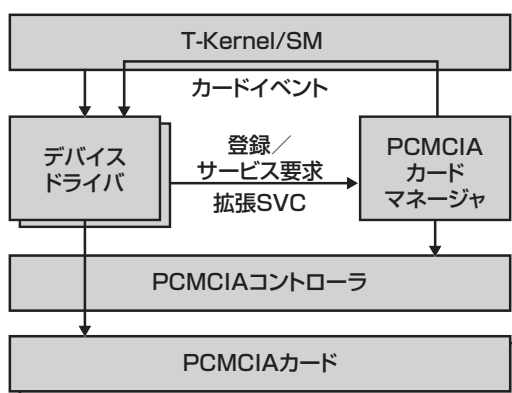 T-Kernel/SM
カードイベント
デバイス
ドライバ
登録／
サービス要求
拡張SVC
PCMCIA
カード
マネージャ
PCMCIAコントローラ
PCMCIAカード